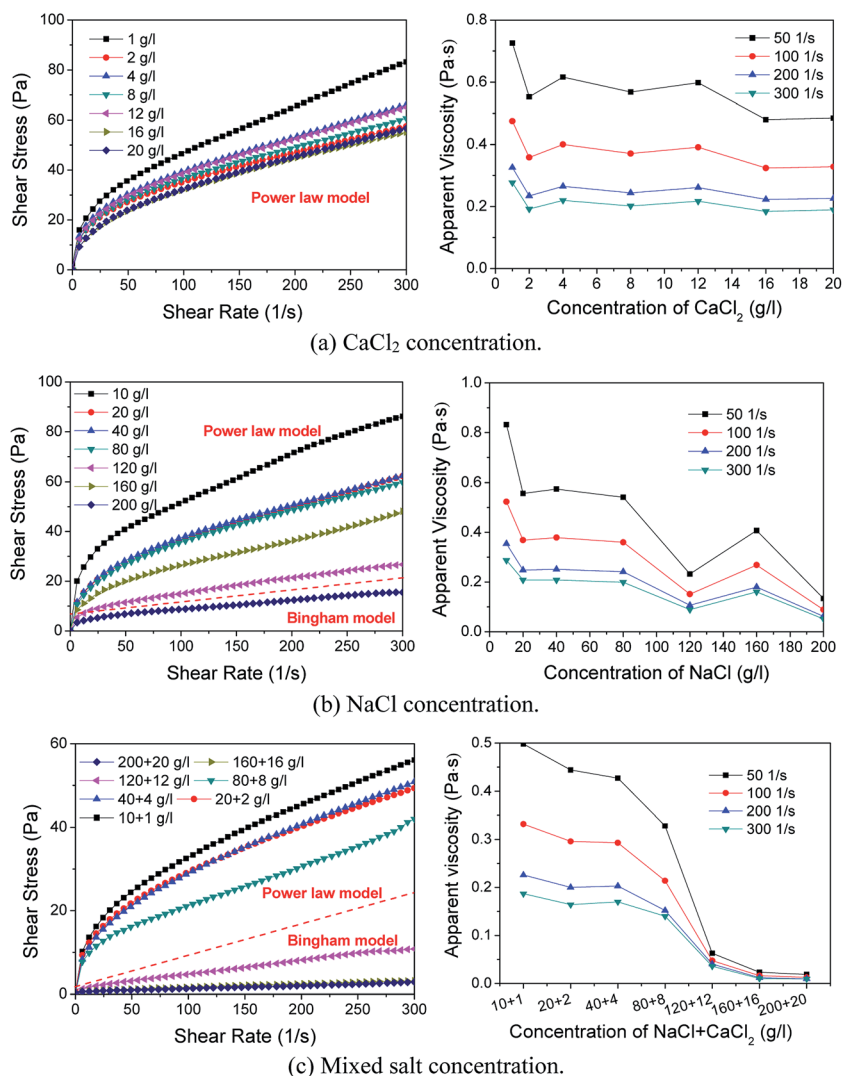 100
80
60
40
20
0
Shear Stress (Pa)
1 g/l
2 g/l
4 g/l
8 g/l
12 g/l
16 g/l
20 g/l
Power law model
0 50 100 150 200 250 300
Shear Rate (1/s)
0.8
0.6
0.4
0.2
0.0
Apparent Viscosity (Pa·s)
50 1/s
100 1/s
200 1/s
300 1/s
0 2 4 6 8 10 12 14 16 18 20
Concentration of CaCl₂ (g/l)
(a) CaCl₂ concentration.
100
80
60
40
20
0
Shear Stress (Pa)
10 g/l
20 g/l
40 g/l
80 g/l
120 g/l
160 g/l
200 g/l
Power law model
Bingham model
0 50 100 150 200 250 300
Shear Rate (1/s)
1.0
0.8
0.6
0.4
0.2
0.0
Apparent Viscosity (Pa·s)
50 1/s
100 1/s
200 1/s
300 1/s
0 20 40 60 80 100 120 140 160 180 200
Concentration of NaCl (g/l)
(b) NaCl concentration.
60
40
20
0
Shear Stress (Pa)
200+20 g/l 160+16 g/l
120+12 g/l 80+8 g/l
40+4 g/l 20+2 g/l
10+1 g/l
Power law model
Bingham model
0 50 100 150 200 250 300
Shear Rate (1/s)
0.5
0.4
0.3
0.2
0.1
0.0
Apparent viscosity (Pa·s)
50 1/s
100 1/s
200 1/s
300 1/s
10+1 20+2 40+4 80+8 120+12 160+16 200+20
Concentration of NaCl+CaCl₂ (g/l)
(c) Mixed salt concentration.